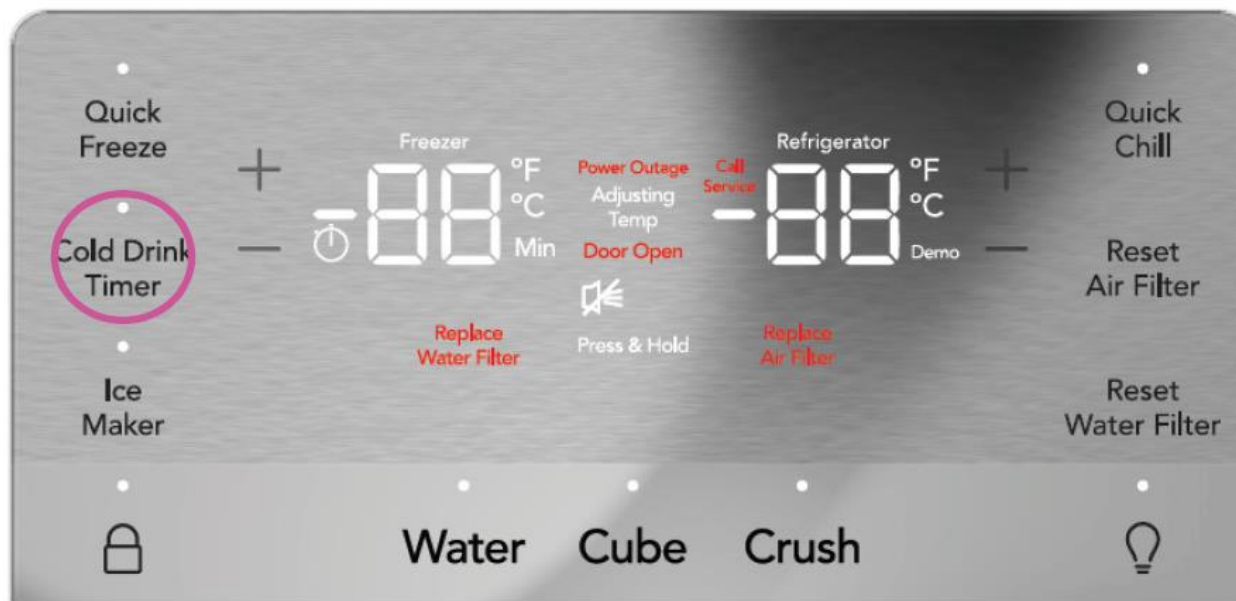 Quick
Freeze
Cold Drink
Timer
Ice
Maker
Freezer
-88
°F
°C
Min
Power Outage
Adjusting
Temp
Door Open
Press & Hold
Replace
Water Filter
Call
Service
Refrigerator
-88
°F
°C
Demo
Replace
Air Filter
Quick
Chill
Reset
Air Filter
Reset
Water Filter
Water
Cube
Crush